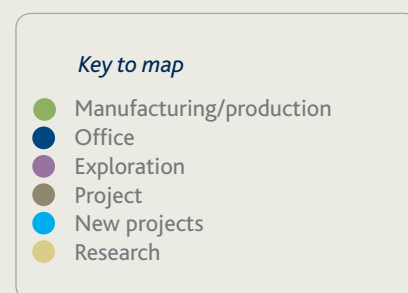 Key to map
Manufacturing/production
Office
Exploration
Project
New projects
Research